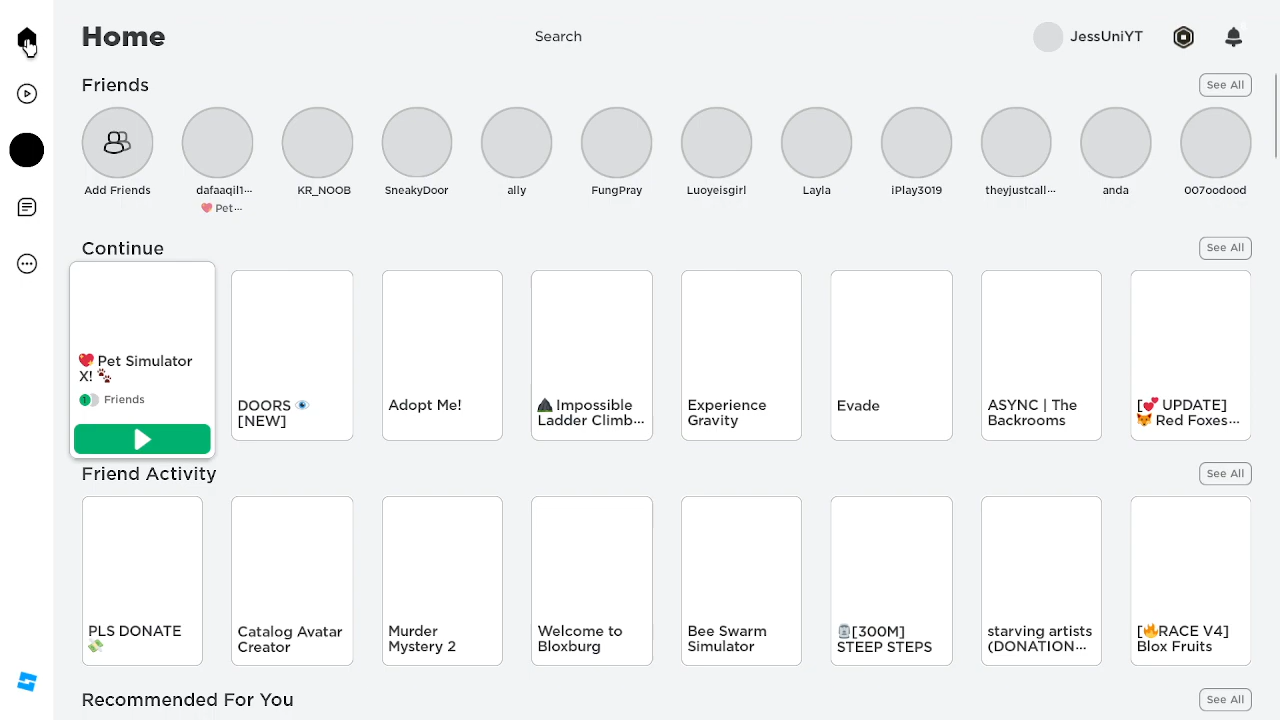 Home
Search
JessUniYT
Friends
See All
Add Friends
dafaaqil1...
KR_NOOB
SneakyDoor
ally
FungPray
Luoyeisgirl
Layla
iPlay3019
theyjustcall...
anda
007oodood
❤️ Pet...
Continue
See All
💖 Pet Simulator
X! 🐾
1 Friends
DOORS 👁️
[NEW]
Adopt Me!
Impossible
Ladder Climb...
Experience
Gravity
Evade
ASYNC | The
Backrooms
[💕 UPDATE]
🦊 Red Foxes...
Friend Activity
See All
PLS DONATE
💸
Catalog Avatar
Creator
Murder
Mystery 2
Welcome to
Bloxburg
Bee Swarm
Simulator
[300M]
STEEP STEPS
starving artists
(DONATION...
[🔥RACE V4]
Blox Fruits
Recommended For You
See All